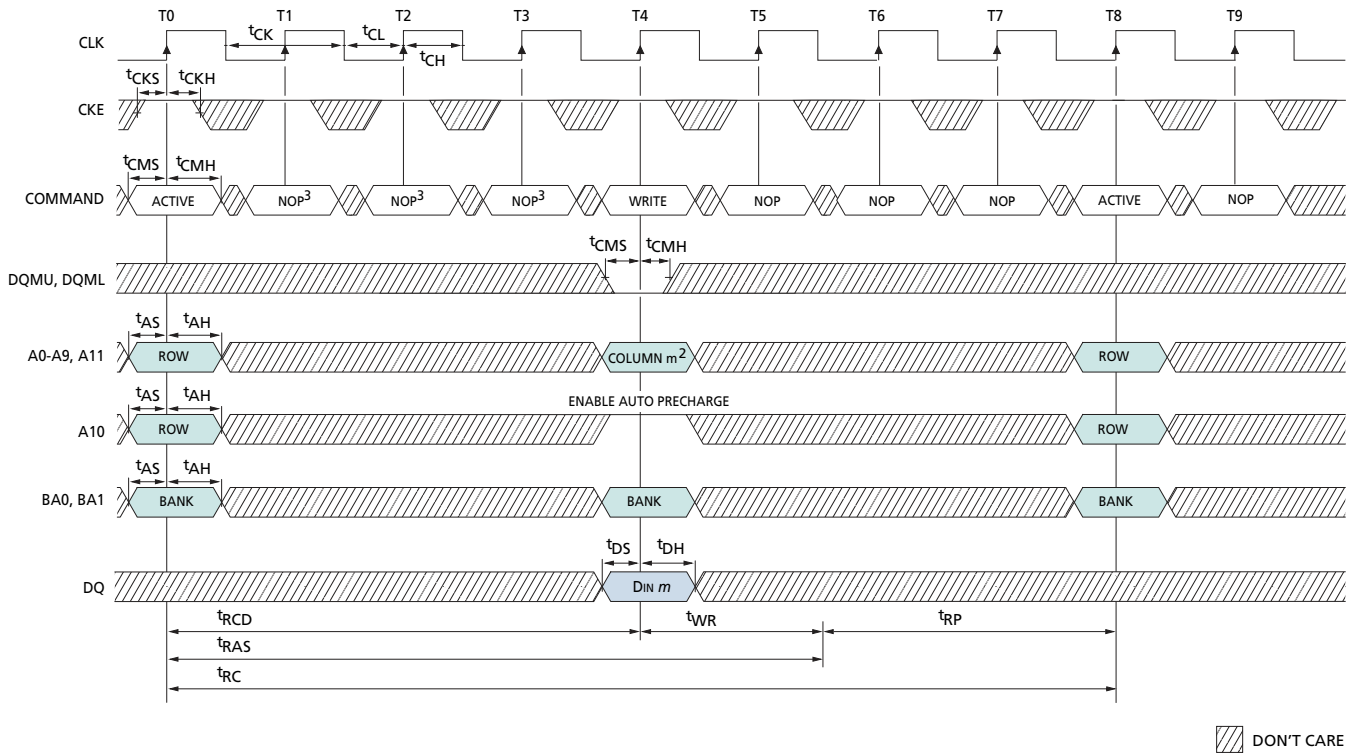 T0 T1 T2 T3 T4 T5 T6 T7 T8 T9
CLK
tCK tCL
tCH
tCKS tCKH
CKE
tCMS tCMH
COMMAND ACTIVE NOP3 NOP3 NOP3 WRITE NOP NOP NOP ACTIVE NOP
tCMS tCMH
DQMU, DQML
tAS tAH
A0-A9, A11 ROW COLUMN m2 ROW
tAS tAH ENABLE AUTO PRECHARGE
A10 ROW ROW
tAS tAH
BA0, BA1 BANK BANK BANK
tDS tDH
DQ DIN m
tRCD tWR tRP
tRAS
tRC
DON'T CARE